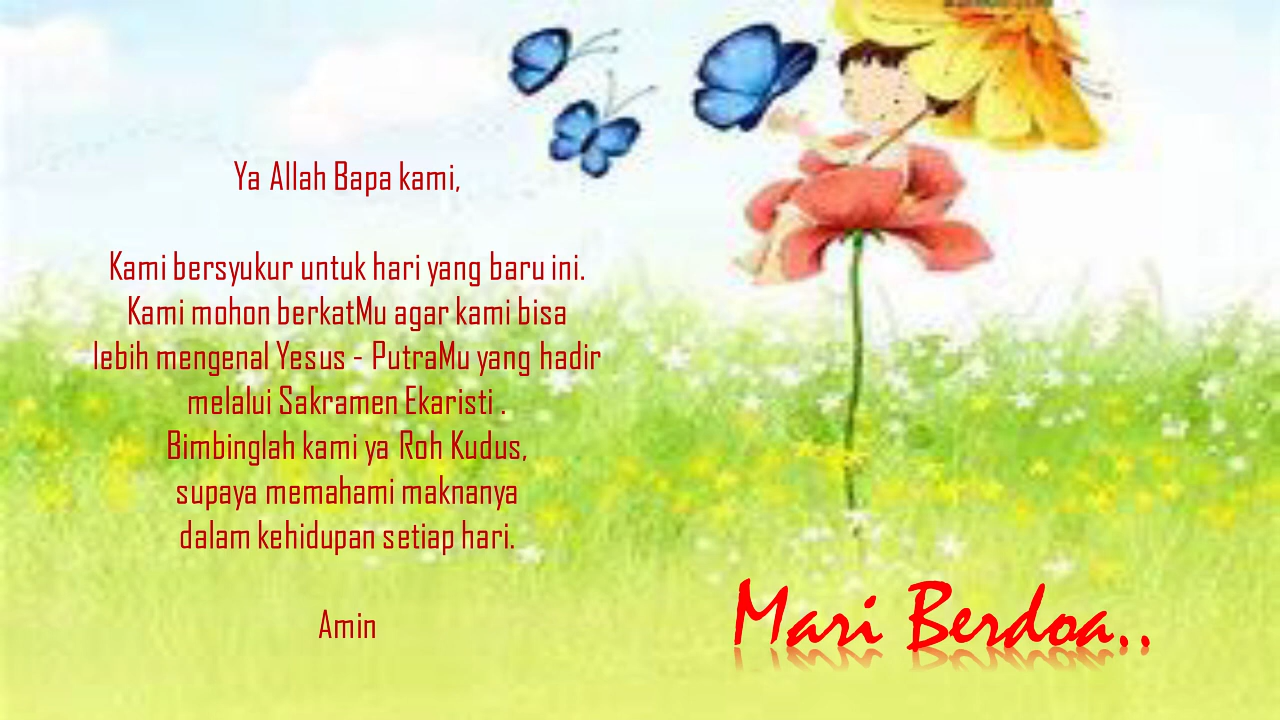 Ya Allah Bapa kami,
Kami bersyukur untuk hari yang baru ini.
Kami mohon berkatMu agar kami bisa
lebih mengenal Yesus - PutraMu yang hadir
melalui Sakramen Ekaristi .
Bimbinglah kami ya Roh Kudus,
supaya memahami maknanya
dalam kehidupan setiap hari.
Amin
Mari Berdoa..